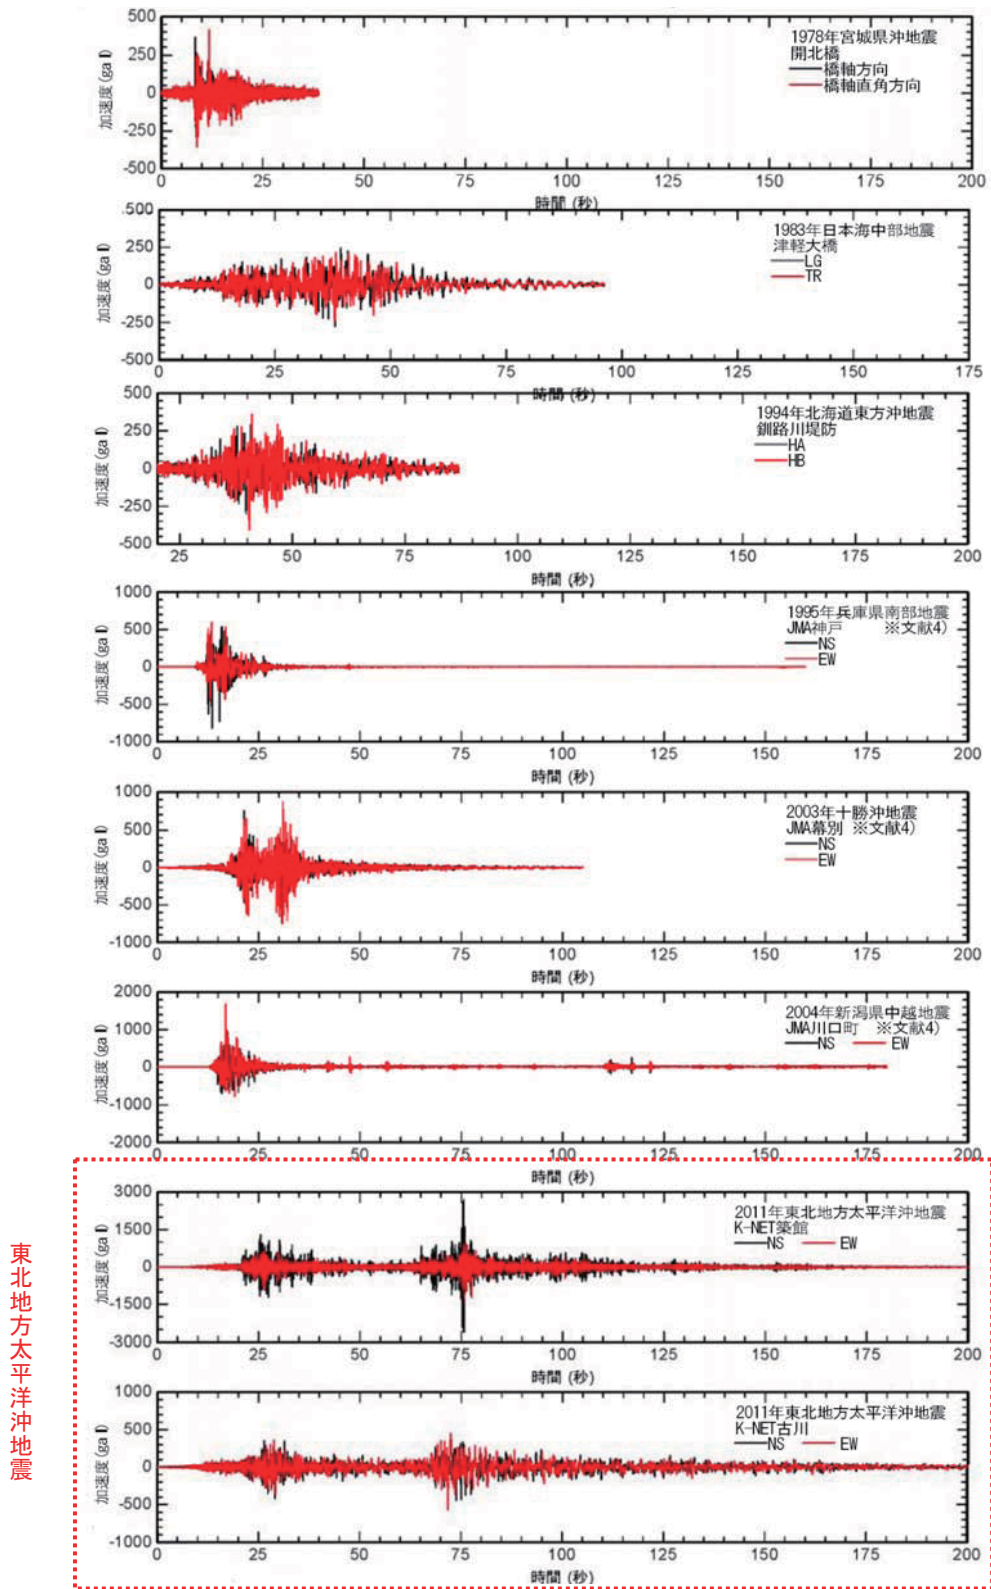 500
1978年宮城県沖地震
開北橋
橋軸方向
橋軸直角方向
250
0
-250
-500
加速度(gal)
0 25 50 75 100 125 150 175 200
時間 (秒)
500
1983年日本海中部地震
津軽大橋
LG
TR
250
0
-250
-500
加速度(gal)
0 25 50 75 100 125 150 175
時間 (秒)
500
1994年北海道東方沖地震
釧路川堤防
HA
HB
250
0
-250
-500
加速度(gal)
25 50 75 100 125 150 175 200
時間 (秒)
1000
1995年兵庫県南部地震
JMA神戸 ※文献4)
NS
EW
500
0
-500
-1000
加速度(gal)
0 25 50 75 100 125 150 175 200
時間 (秒)
1000
2003年十勝沖地震
JMA幕別 ※文献4)
NS
EW
500
0
-500
-1000
加速度(gal)
0 25 50 75 100 125 150 175 200
時間 (秒)
2000
2004年新潟県中越地震
JMA川口町 ※文献4)
NS EW
1000
0
-1000
-2000
加速度(gal)
0 25 50 75 100 125 150 175 200
時間 (秒)
東北地方太平洋沖地震
3000
2011年東北地方太平洋沖地震
K-NET築館
NS EW
1500
0
-1500
-3000
加速度(gal)
0 25 50 75 100 125 150 175 200
時間 (秒)
1000
2011年東北地方太平洋沖地震
K-NET古川
NS EW
500
0
-500
-1000
加速度(gal)
0 25 50 75 100 125 150 175 200
時間 (秒)